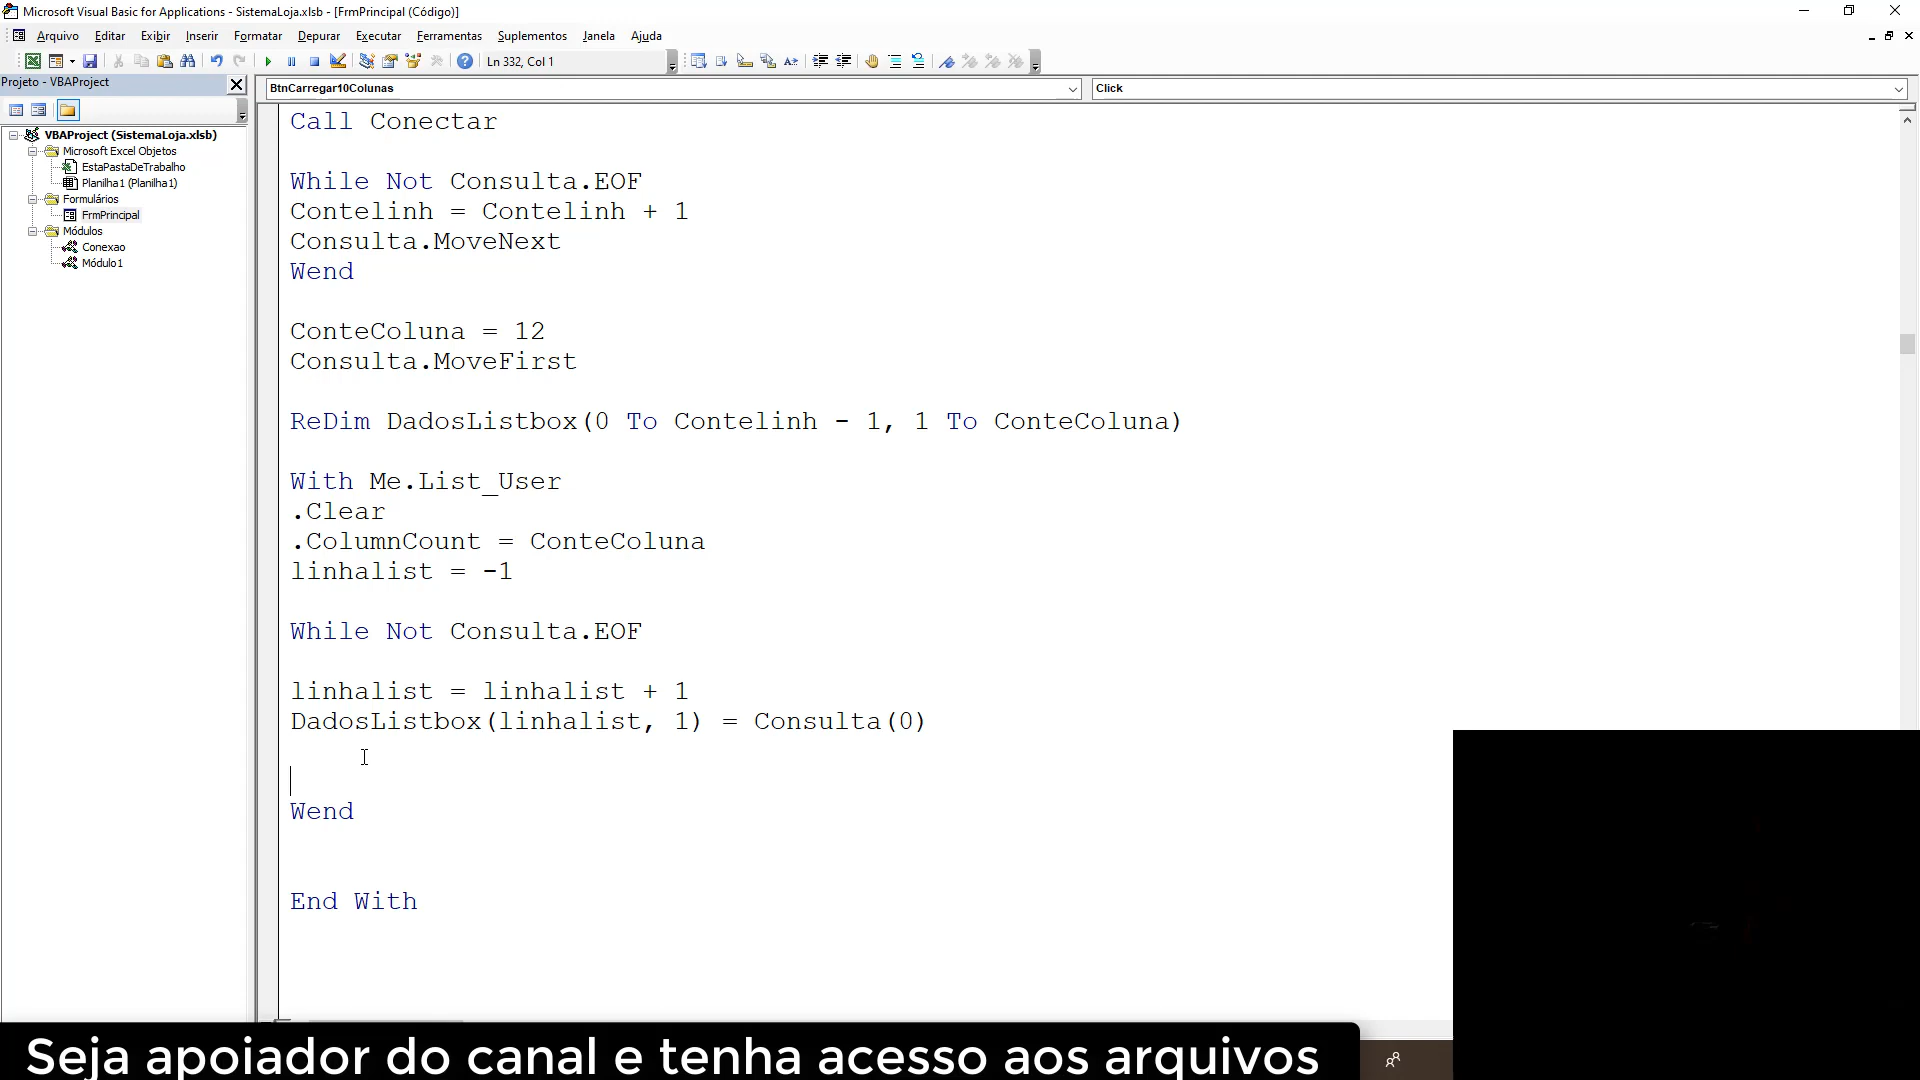 Microsoft Visual Basic for Applications - SistemaLoja.xlsb - [FrmPrincipal (Código)]
Arquivo Editar Exibir Inserir Formatar Depurar Executar Ferramentas Suplementos Janela Ajuda
Ln 332, Col 1
Projeto - VBAProject
BtnCarregar10Colunas
Click
VBAProject (SistemaLoja.xlsb)
Microsoft Excel Objetos
EstaPastaDeTrabalho
Planilha1 (Planilha1)
Formulários
FrmPrincipal
Módulos
Conexao
Módulo1
Call Conectar
While Not Consulta.EOF
Contelinh = Contelinh + 1
Consulta.MoveNext
Wend
ConteColuna = 12
Consulta.MoveFirst
ReDim DadosListbox(0 To Contelinh - 1, 1 To ConteColuna)
With Me.List_User
.Clear
.ColumnCount = ConteColuna
linhalist = -1
While Not Consulta.EOF
linhalist = linhalist + 1
DadosListbox(linhalist, 1) = Consulta(0)
Wend
End With
Seja apoiador do canal e tenha acesso aos arquivos